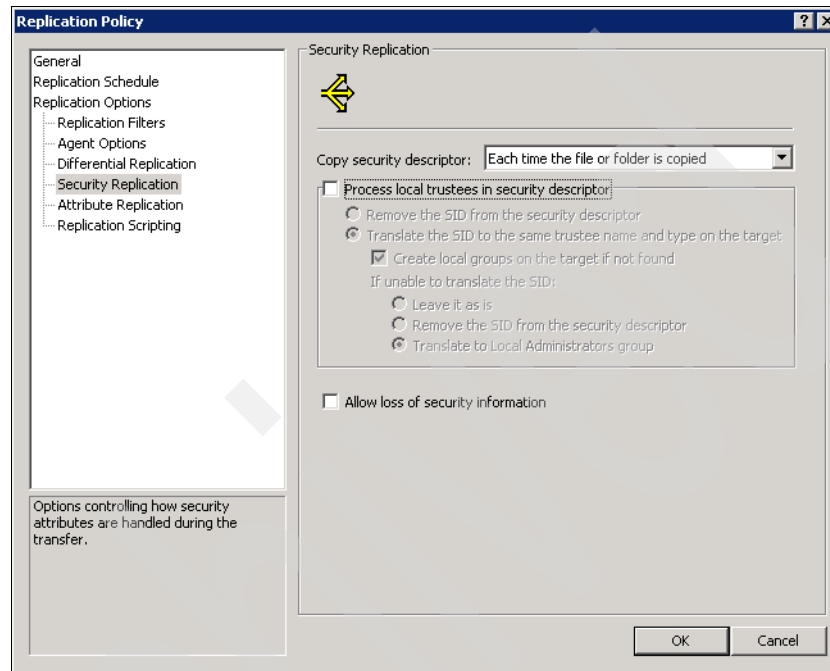 Replication Policy
General
Replication Schedule
Replication Options
Replication Filters
Agent Options
Differential Replication
Security Replication
Attribute Replication
Replication Scripting
Options controlling how security
attributes are handled during the
transfer.
Security Replication
Copy security descriptor: Each time the file or folder is copied
Process local trustees in security descriptor
Remove the SID from the security descriptor
Translate the SID to the same trustee name and type on the target
Create local groups on the target if not found
If unable to translate the SID:
Leave it as is
Remove the SID from the security descriptor
Translate to Local Administrators group
Allow loss of security information
OK Cancel